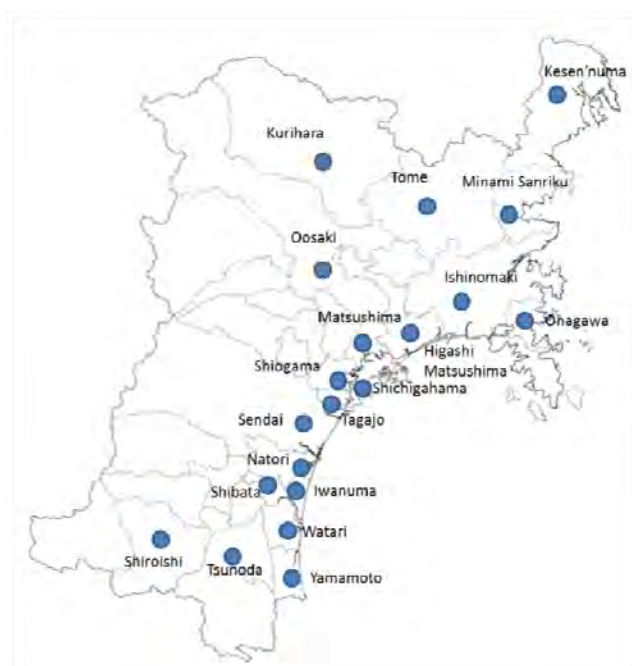 Kesen'numa
Kurihara
Tome
Minami Sanriku
Oosaki
Ishinomaki
Matsushima
Onagawa
Higashi
Matsushima
Shiogama
Shichigahama
Tagajo
Sendai
Natori
Shibata
Iwanuma
Watari
Shiroishi
Tsunoda
Yamamoto